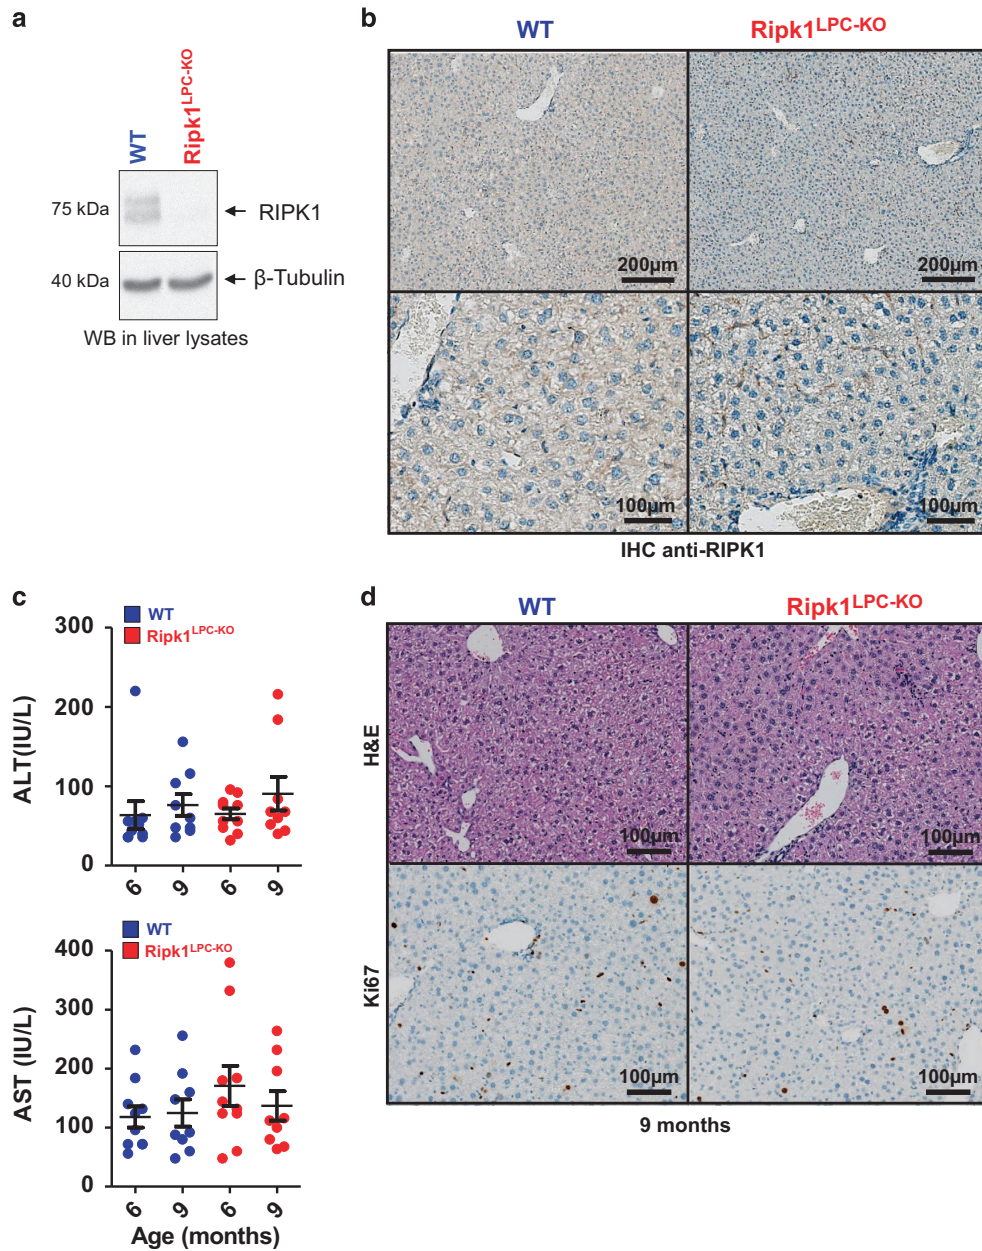 a
WT
Ripk1LPC-KO
75 kDa
RIPK1
40 kDa
β-Tubulin
WB in liver lysates
b
WT
Ripk1LPC-KO
200µm
200µm
100µm
100µm
IHC anti-RIPK1
c
WT
Ripk1LPC-KO
ALT(IU/L)
300
200
100
0
6
9
6
9
WT
Ripk1LPC-KO
AST (IU/L)
400
300
200
100
0
6
9
6
9
Age (months)
d
WT
Ripk1LPC-KO
H&E
100µm
100µm
Ki67
100µm
100µm
9 months